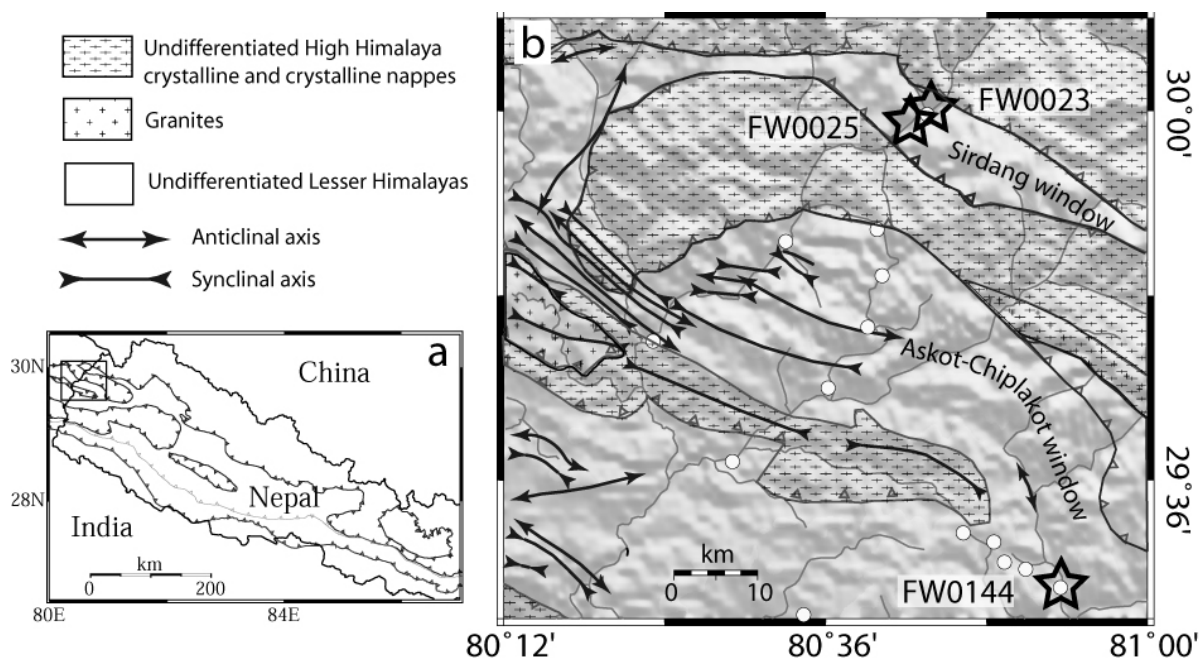 Undifferentiated High Himalaya
crystalline and crystalline nappes
Granites
Undifferentiated Lesser Himalayas
Anticlinal axis
Synclinal axis
a
30N
28N
China
Nepal
India
km
0 200
80E 84E
b
FW0023
FW0025
Sirdang window
Askot-Chiplakot window
FW0144
km
0 10
30°00'
29°36'
80°12' 80°36' 81°00'